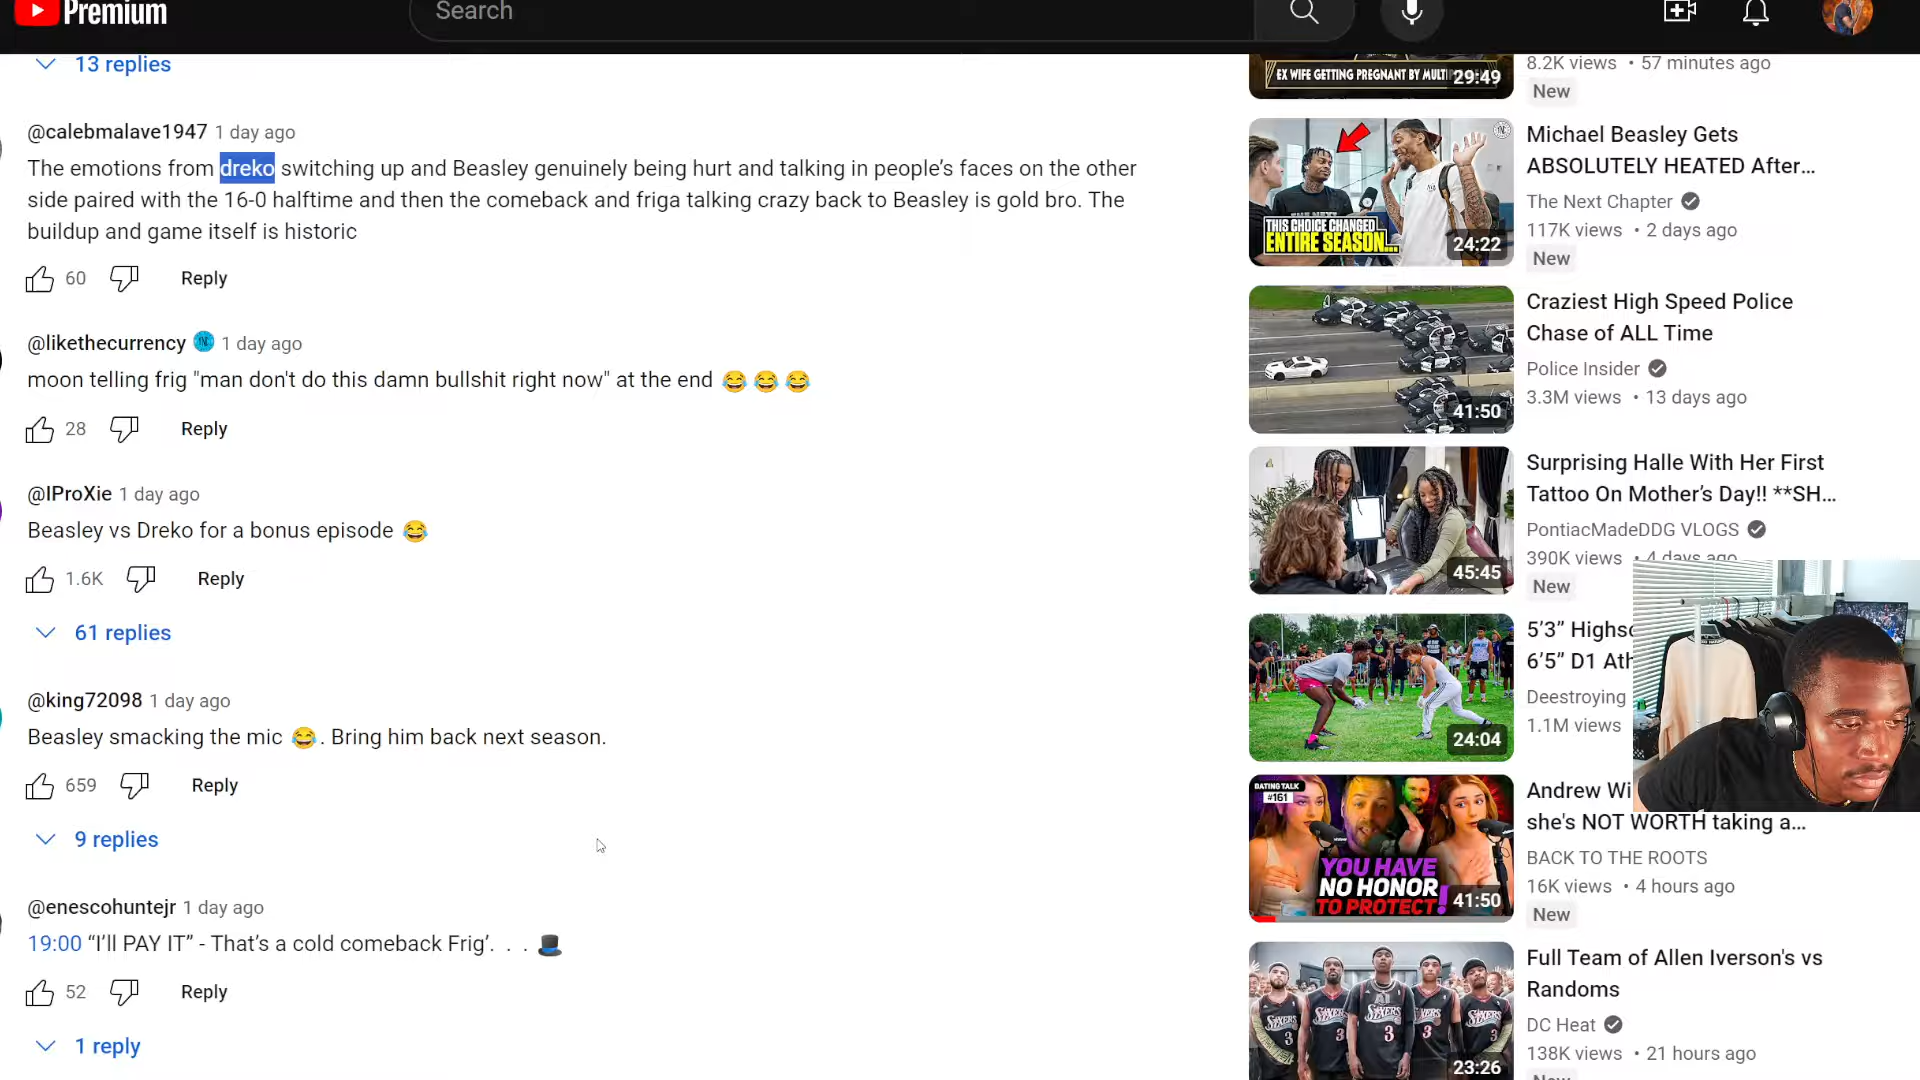 Premium
Search
13 replies
@calebmalave1947 1 day ago
The emotions from dreko switching up and Beasley genuinely being hurt and talking in people’s faces on the other
side paired with the 16-0 halftime and then the comeback and friga talking crazy back to Beasley is gold bro. The
buildup and game itself is historic
60 Reply
@likethecurrency 1 day ago
moon telling frig "man don't do this damn bullshit right now" at the end 😂 😂 😂
28 Reply
@IProXie 1 day ago
Beasley vs Dreko for a bonus episode 😂
1.6K Reply
61 replies
@king72098 1 day ago
Beasley smacking the mic 😂. Bring him back next season.
659 Reply
9 replies
@enescohuntejr 1 day ago
19:00 “I’ll PAY IT” - That’s a cold comeback Frig’. . . 🎩
52 Reply
1 reply
EX WIFE GETTING PREGNANT BY MULTI
29:49
8.2K views • 57 minutes ago
New
THIS CHOICE CHANGED
ENTIRE SEASON...
24:22
Michael Beasley Gets
ABSOLUTELY HEATED After...
The Next Chapter
117K views • 2 days ago
New
41:50
Craziest High Speed Police
Chase of ALL Time
Police Insider
3.3M views • 13 days ago
45:45
Surprising Halle With Her First
Tattoo On Mother’s Day!! **SH...
PontiacMadeDDG VLOGS
390K views • 4 days ago
New
24:04
5’3” Highsc
6’5” D1 Ath
Deestroying
1.1M views
DATING TALK
#161
YOU HAVE
NO HONOR
TO PROTECT!
41:50
Andrew Wi
she's NOT WORTH taking a...
BACK TO THE ROOTS
16K views • 4 hours ago
New
SIXERS
3
SIXERS
3
SIXERS
3
23:26
Full Team of Allen Iverson's vs
Randoms
DC Heat
138K views • 21 hours ago
New